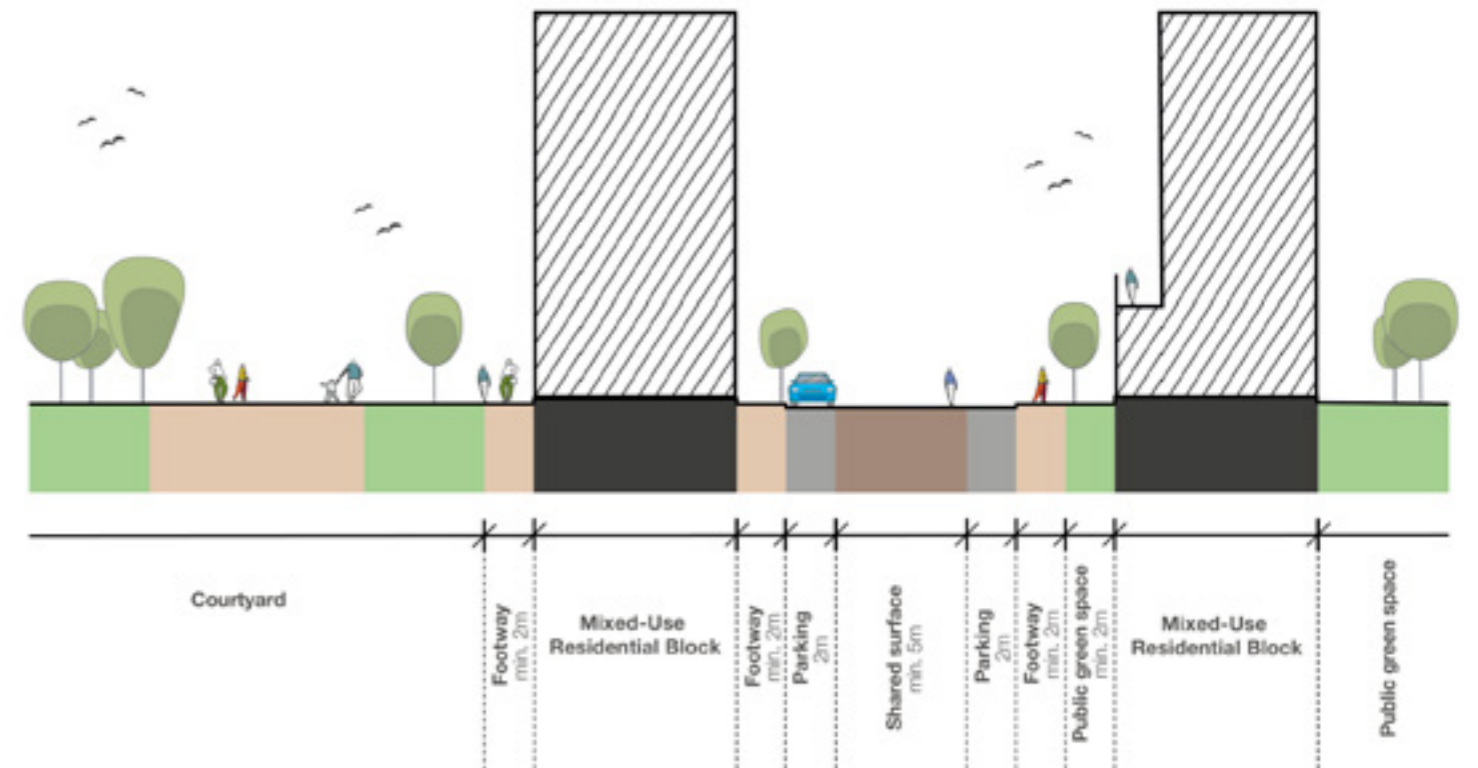 Courtyard
Footway
min. 2m
Mixed-Use
Residential Block
Footway
min. 2m
Parking
2m
Shared surface
min. 5m
Parking
2m
Footway
min. 2m
Public green space
min. 2m
Mixed-Use
Residential Block
Public green space